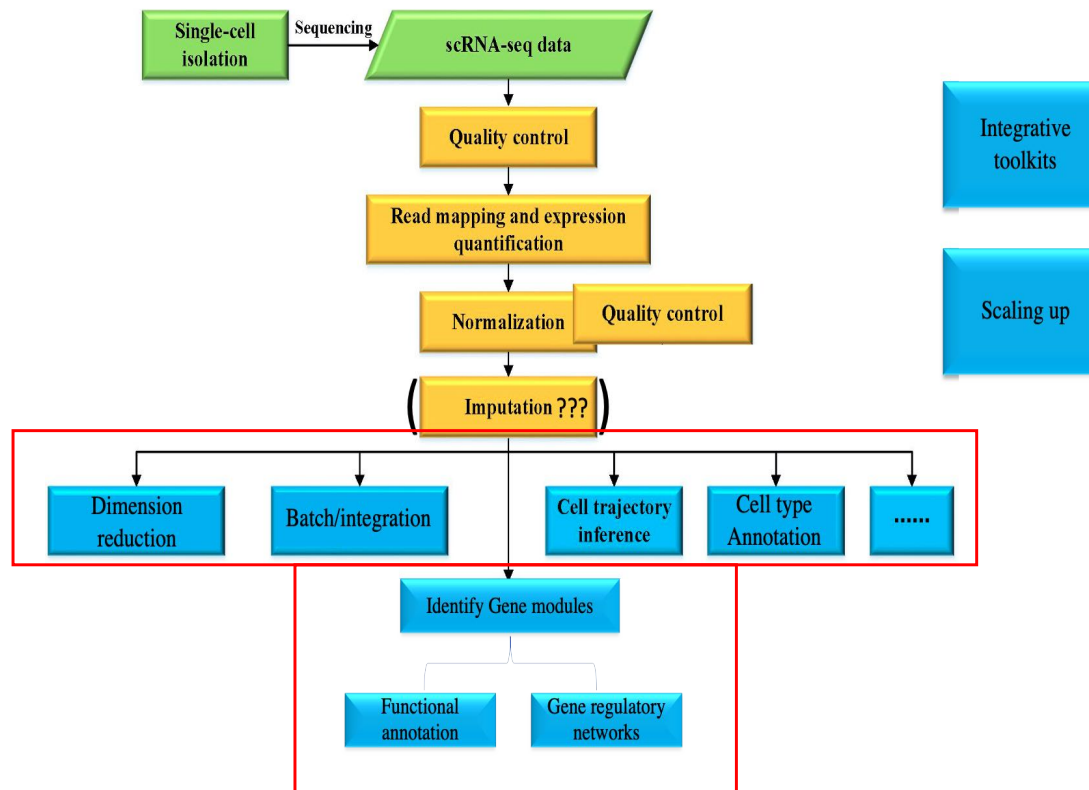 Single-cell
isolation
Sequencing
scRNA-seq data
Quality control
Integrative
toolkits
Read mapping and expression
quantification
Normalization
Quality control
Scaling up
(Imputation ???)
Dimension
reduction
Batch/integration
Cell trajectory
inference
Cell type
Annotation
......
Identify Gene modules
Functional
annotation
Gene regulatory
networks